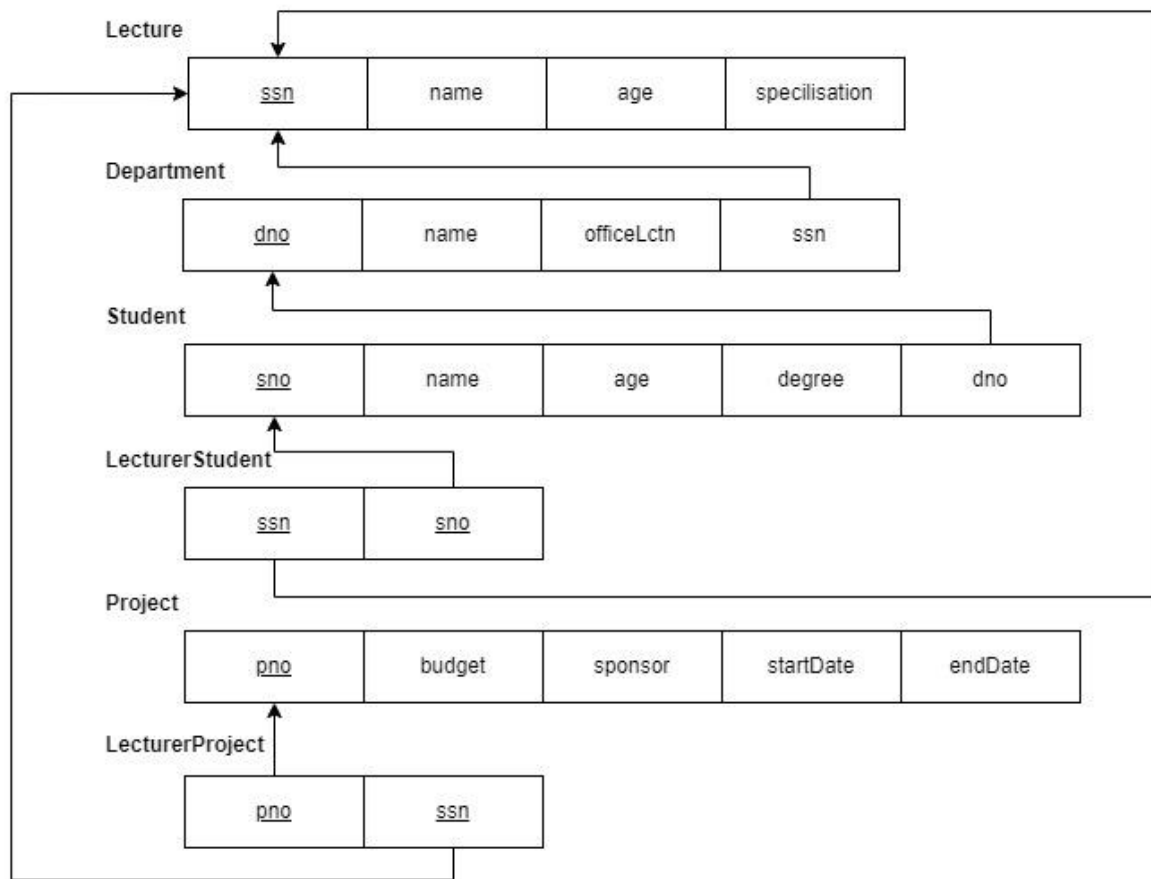 Lecture
ssn name age specilisation
Department
dno name officeLctn ssn
Student
sno name age degree dno
LecturerStudent
ssn sno
Project
pno budget sponsor startDate endDate
LecturerProject
pno ssn